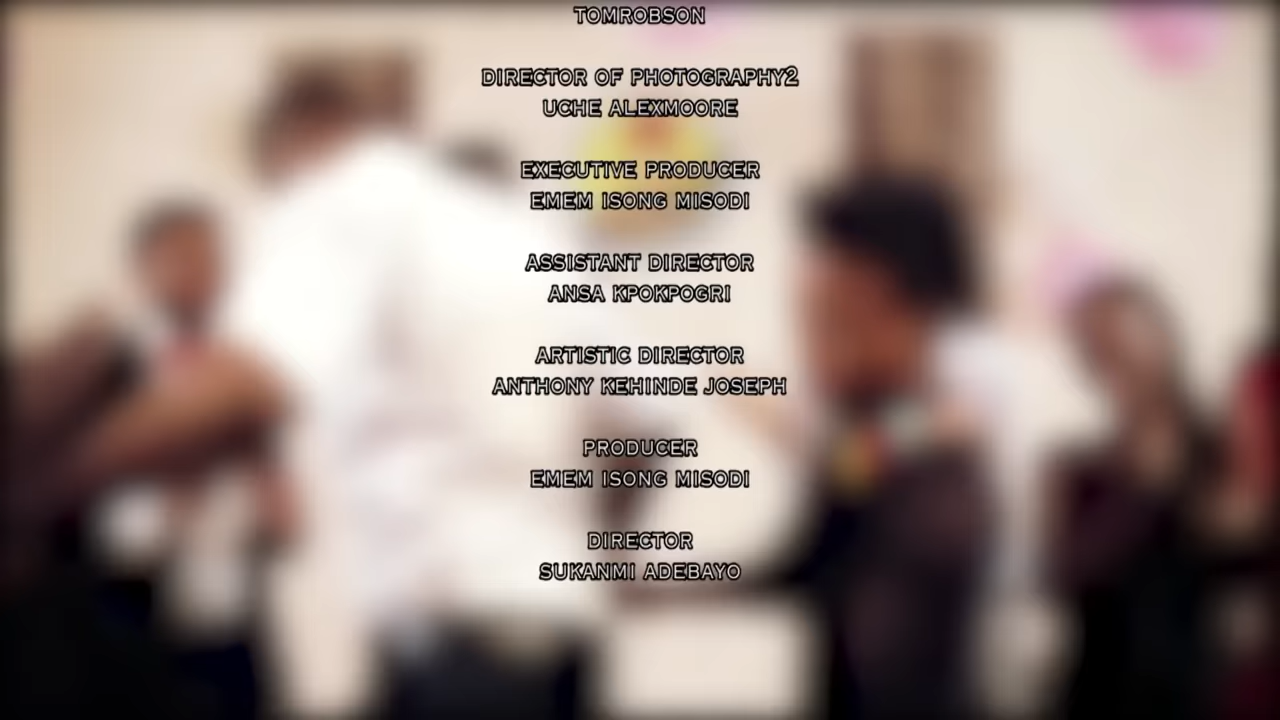 TOMROBSON
DIRECTOR OF PHOTOGRAPHY2
UCHE ALEXMOORE
EXECUTIVE PRODUCER
EMEM ISONG MISODI
ASSISTANT DIRECTOR
ANSA KPOKPOGRI
ARTISTIC DIRECTOR
ANTHONY KEHINDE JOSEPH
PRODUCER
EMEM ISONG MISODI
DIRECTOR
SUKANMI ADEBAYO